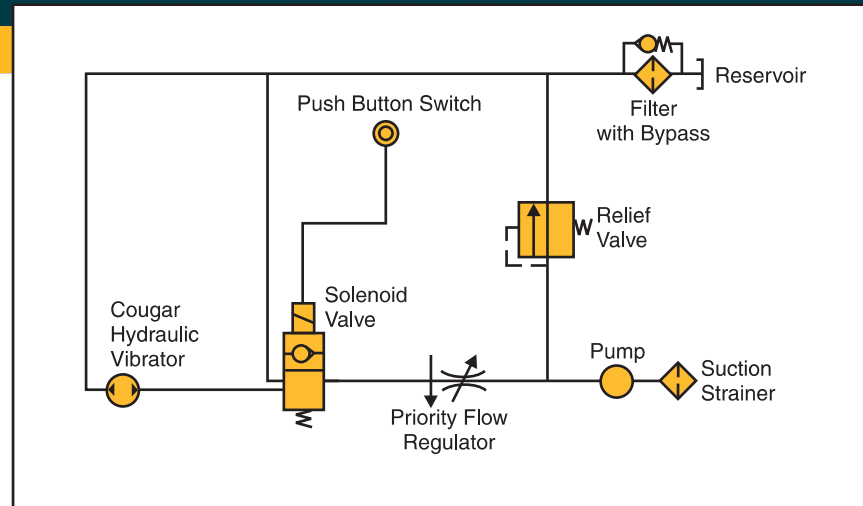 Reservoir
Push Button Switch
Filter
with Bypass
Relief
Valve
Solenoid
Valve
Cougar
Hydraulic
Vibrator
Pump
Suction
Strainer
Priority Flow
Regulator